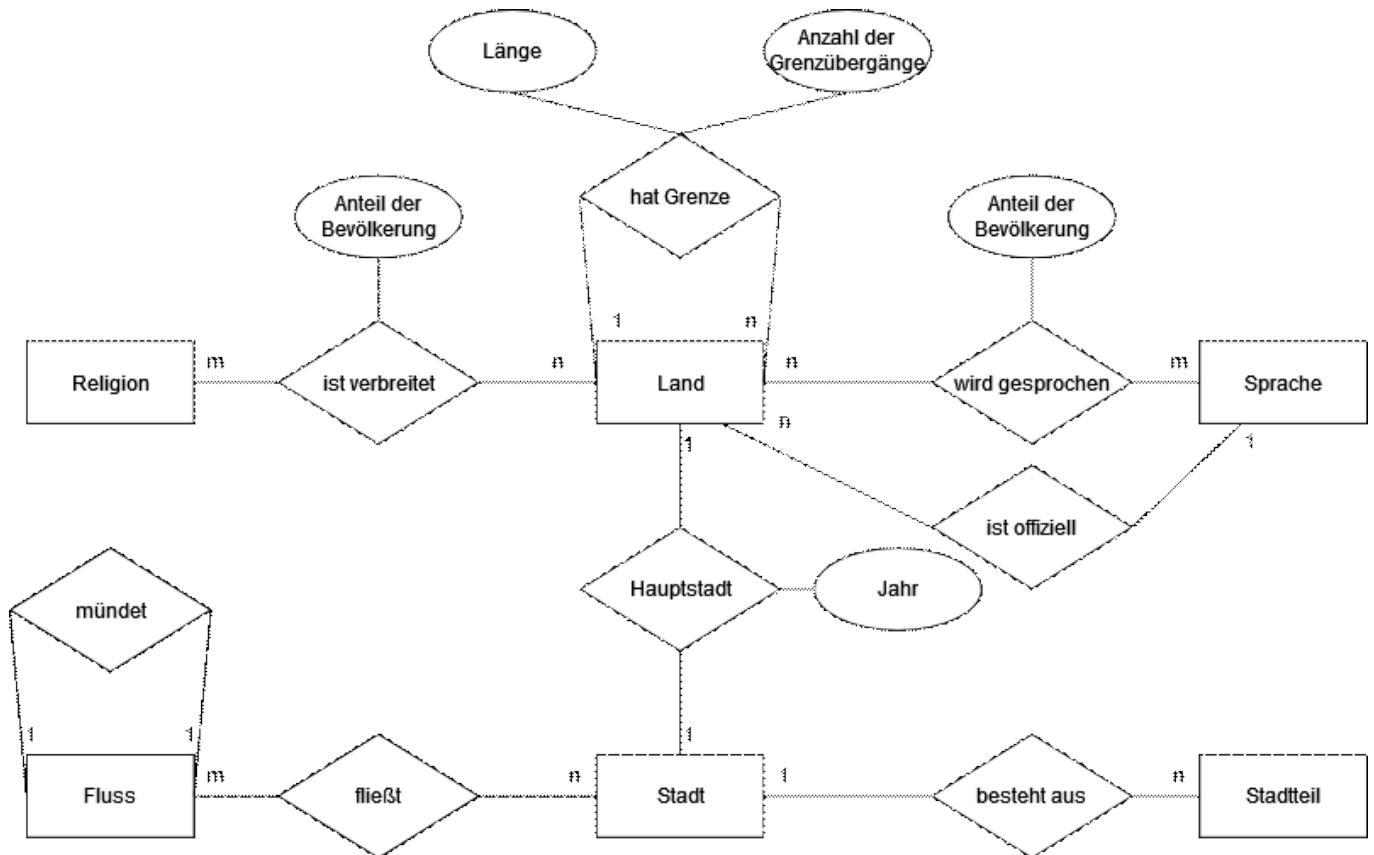 Länge
Anzahl der
Grenzübergänge
hat Grenze
Anteil der
Bevölkerung
Anteil der
Bevölkerung
1
n
Religion
m
ist verbreitet
n
Land
n
wird gesprochen
m
Sprache
n
1
1
ist offiziell
Hauptstadt
Jahr
mündet
1
1
1
Fluss
m
fließt
n
Stadt
1
besteht aus
n
Stadtteil